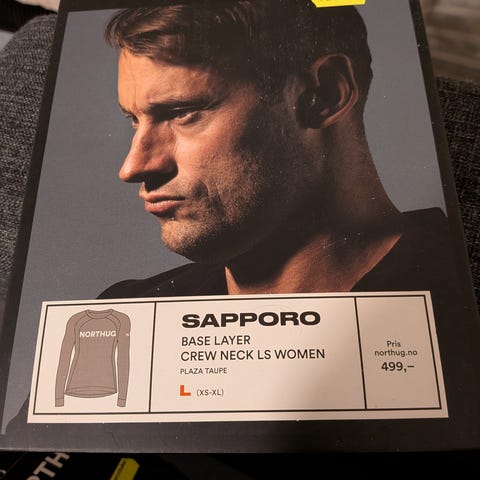 NORTHUG
SAPPORO
BASE LAYER
CREW NECK LS WOMEN
PLAZA TAUPE
L (XS-XL)
Pris
northug.no
499,–